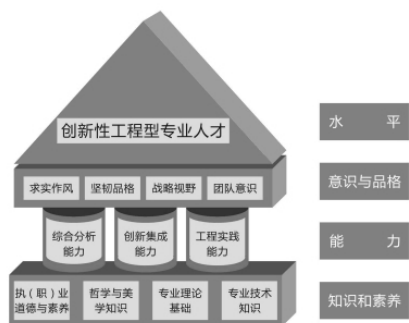 创新性工程型专业人才
水 平
求实作风 坚韧品格 战略视野 团队意识
意识与品格
综合分析 创新集成 工程实践
能力 能力 能力
能 力
执（职）业 哲学与美 专业理论 专业技术
道德与素养 学知识 基础 知识
知识和素养